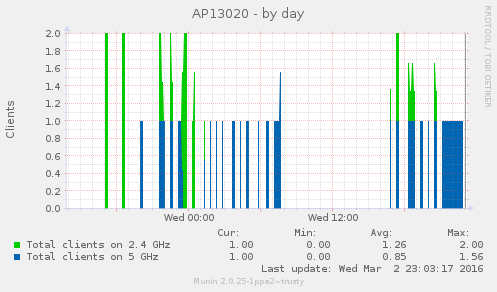 AP13020 - by day
RRDTOOL / TOBI OETIKER
Clients
2.0
1.8
1.6
1.4
1.2
1.0
0.8
0.6
0.4
0.2
0.0
Wed 00:00 Wed 12:00
Cur: Min: Avg: Max:
Total clients on 2.4 GHz 1.00 0.00 1.26 2.00
Total clients on 5 GHz 1.00 0.00 0.85 1.56
Last update: Wed Mar 2 23:03:17 2016
Munin 2.0.25-1ppa2~trusty